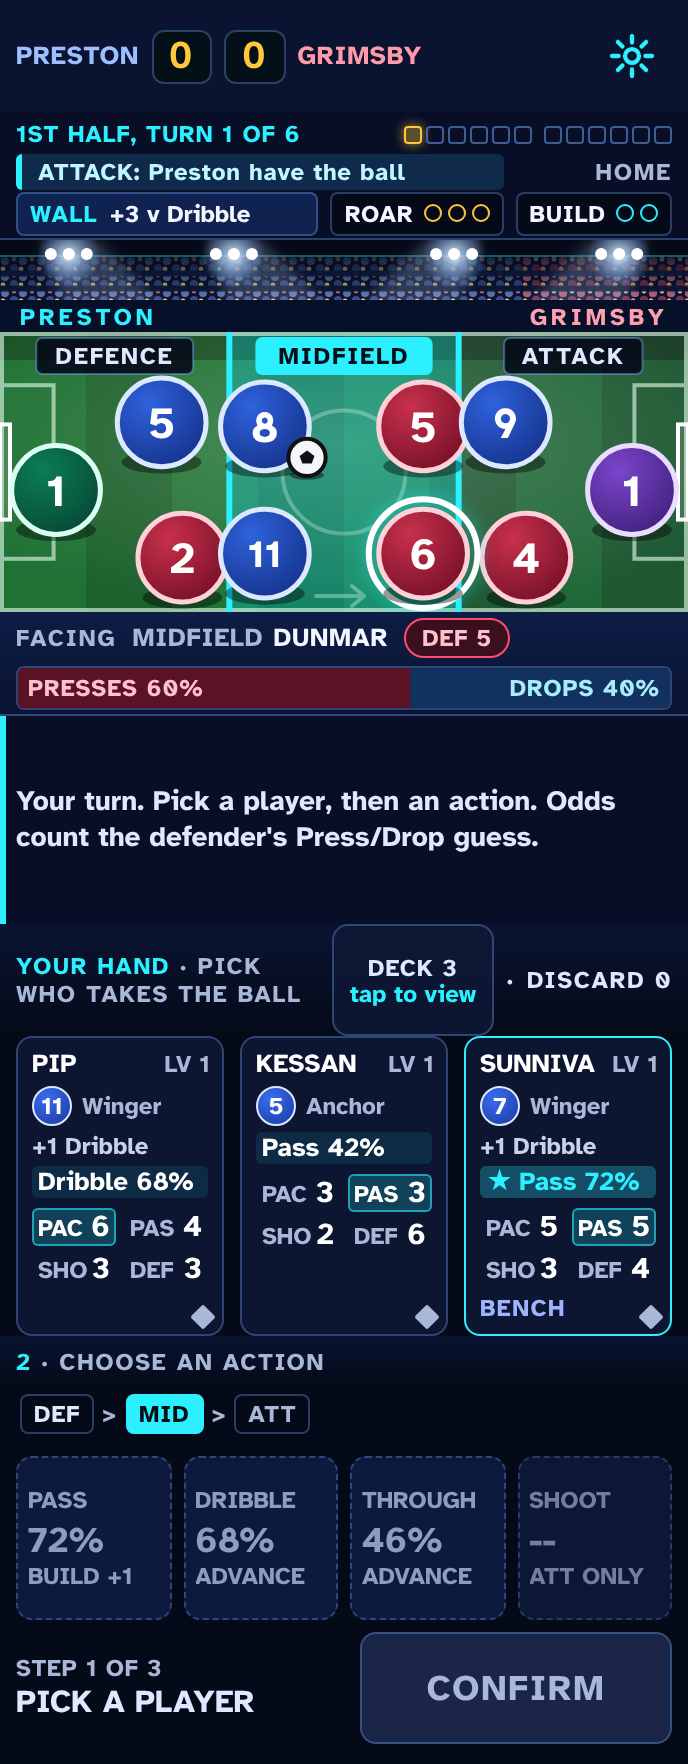 PRESTON 0 0 GRIMSBY
1ST HALF, TURN 1 OF 6
ATTACK: Preston have the ball HOME
WALL +3 v Dribble ROAR BUILD
PRESTON GRIMSBY
DEFENCE MIDFIELD ATTACK
5 8 5 9
1 1
2 11 6 4
FACING MIDFIELD DUNMAR DEF 5
PRESSES 60% DROPS 40%
Your turn. Pick a player, then an action. Odds
count the defender's Press/Drop guess.
YOUR HAND · PICK
WHO TAKES THE BALL
DECK 3
tap to view
· DISCARD 0
PIP LV 1
11 Winger
+1 Dribble
Dribble 68%
PAC 6 PAS 4
SHO 3 DEF 3
KESSAN LV 1
5 Anchor
Pass 42%
PAC 3 PAS 3
SHO 2 DEF 6
SUNNIVA LV 1
7 Winger
+1 Dribble
★ Pass 72%
PAC 5 PAS 5
SHO 3 DEF 4
BENCH
2 · CHOOSE AN ACTION
DEF > MID > ATT
PASS
72%
BUILD +1
DRIBBLE
68%
ADVANCE
THROUGH
46%
ADVANCE
SHOOT
--
ATT ONLY
STEP 1 OF 3
PICK A PLAYER
CONFIRM